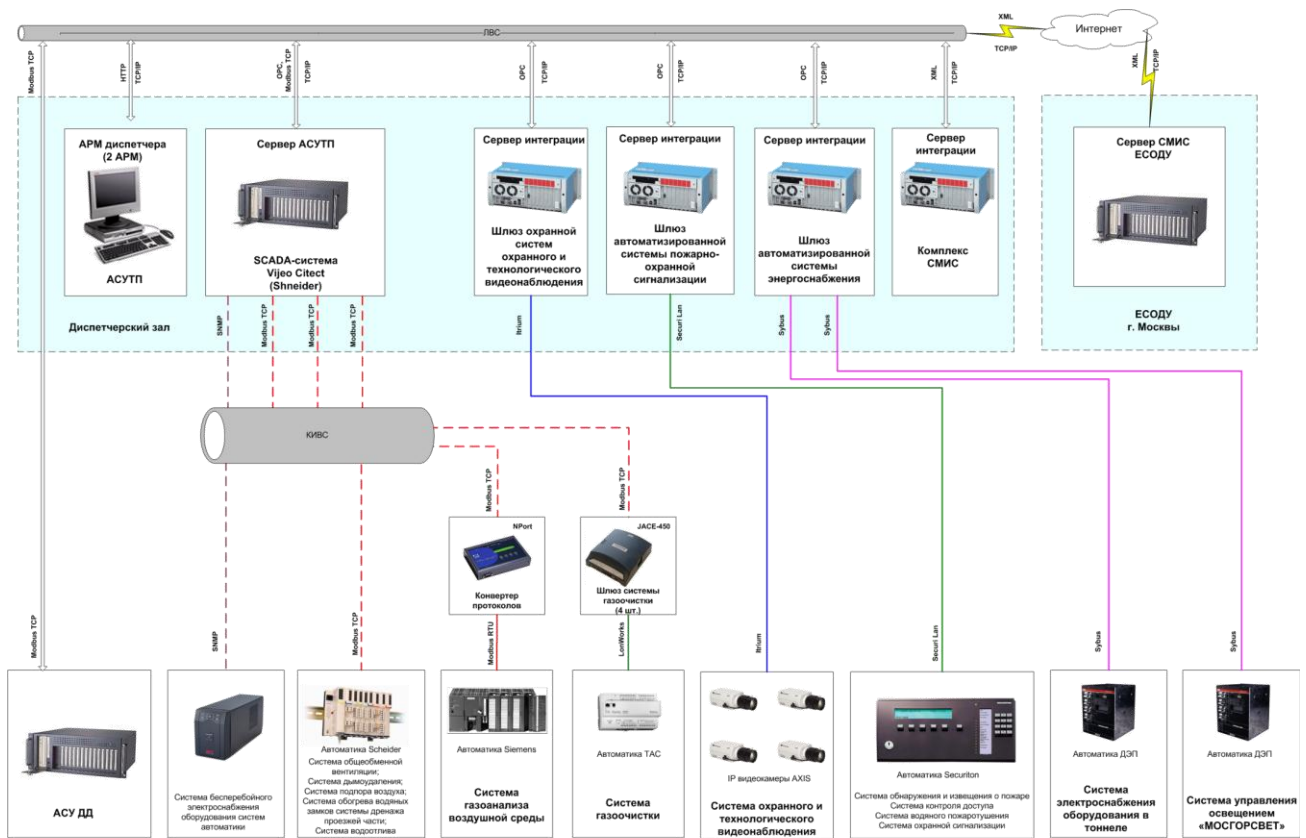 XML
Интернет
ЛВС
TCP/IP
XML
TCP/IP
Modbus TCP
HTTP
TCP/IP
OPC,
Modbus TCP
TCP/IP
OPC
TCP/IP
OPC
TCP/IP
OPC
TCP/IP
XML
TCP/IP
АРМ диспетчера
(2 АРМ)
АСУТП
Сервер АСУТП
SCADA-система
Vijeo Citect
(Shneider)
Сервер интеграции
Шлюз охранной
систем
охранного и
технологического
видеонаблюдения
Сервер интеграции
Шлюз
автоматизированной
системы пожарно-
охранной
сигнализации
Сервер интеграции
Шлюз
автоматизированной
системы
энергоснабжения
Сервер
интеграции
Комплекс
СМИС
Сервер СМИС
ЕСОДУ
Диспетчерский зал
ЕСОДУ
г. Москвы
SNMP
Modbus TCP
Modbus TCP
Modbus TCP
Itrium
Securi Lan
Sybus
Sybus
КИВС
Modbus TCP
Modbus TCP
NPort
Конвертер
протоколов
JACE-450
Шлюз системы
газоочистки
(4 шт.)
Modbus TCP
SNMP
Modbus TCP
Modbus RTU
LonWorks
Itrium
Securi Lan
Sybus
Sybus
АСУ ДД
Система бесперебойного
электроснабжения
оборудования систем
автоматики
Автоматика Scheider
Система общеобменной
вентиляции;
Система дымоудаления;
Система подпора воздуха;
Система обогрева водяных
замков системы дренажа
проезжей части;
Система водоотлива
Автоматика Siemens
Система
газоанализа
воздушной среды
Автоматика TAC
Система
газоочистки
IP видеокамеры AXIS
Система охранного и
технологического
видеонаблюдения
Автоматика Securiton
Система обнаружения и извещения о пожаре
Система контроля доступа
Система водяного пожаротушения
Система охранной сигнализации
Автоматика ДЭП
Система
электроснабжения
оборудования в
тоннеле
Автоматика ДЭП
Система управления
освещением
«МОСГОРСВЕТ»